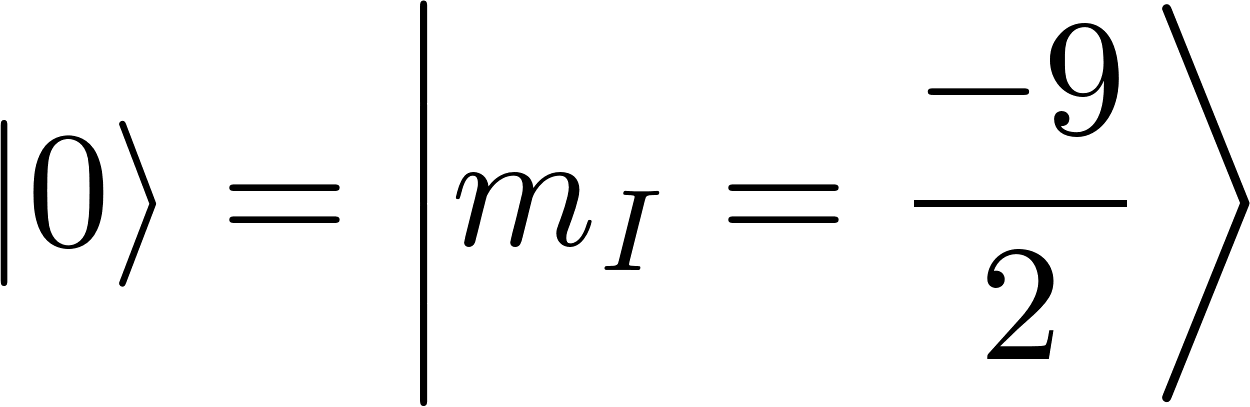 |0⟩ = |m_I = -9/2⟩